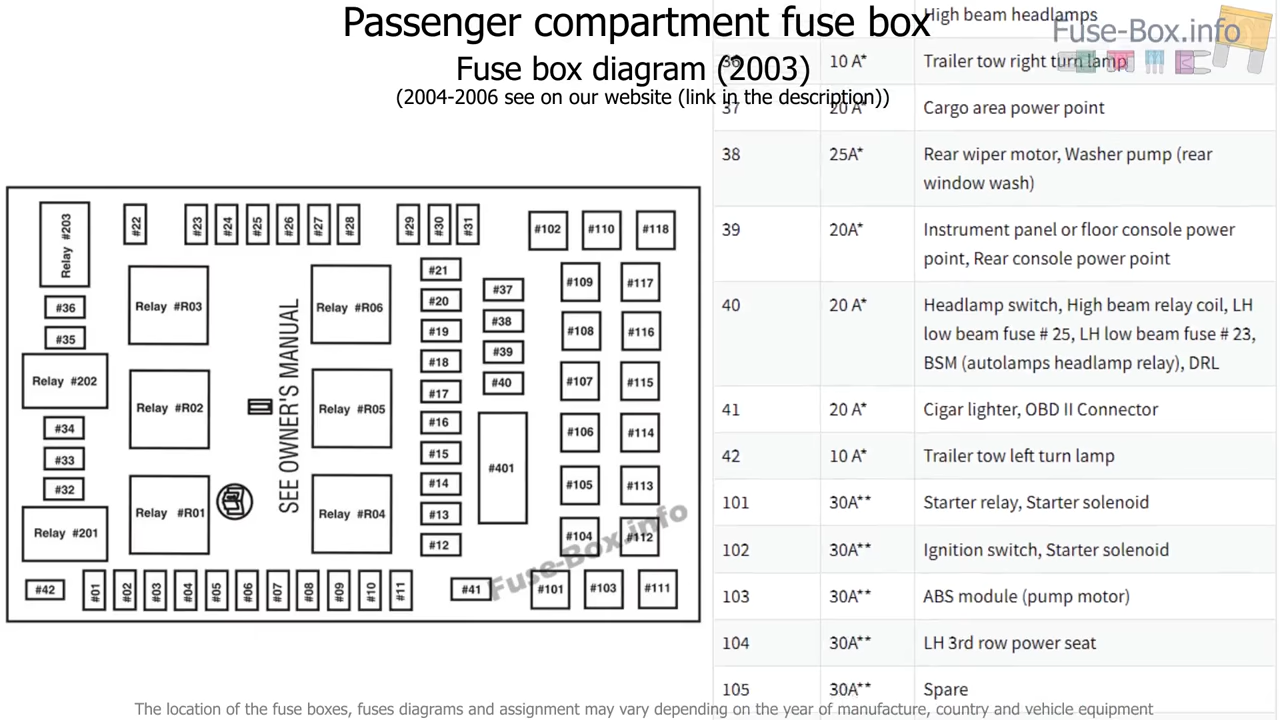 Passenger compartment fuse box
Fuse box diagram (2003)
(2004-2006 see on our website (link in the description))
Fuse-Box.info
High beam headlamps
36 10 A* Trailer tow right turn lamp
37 20 A* Cargo area power point
38 25A* Rear wiper motor, Washer pump (rear
window wash)
39 20A* Instrument panel or floor console power
point, Rear console power point
40 20 A* Headlamp switch, High beam relay coil, LH
low beam fuse # 25, LH low beam fuse # 23,
BSM (autolamps headlamp relay), DRL
41 20 A* Cigar lighter, OBD II Connector
42 10 A* Trailer tow left turn lamp
101 30A** Starter relay, Starter solenoid
102 30A** Ignition switch, Starter solenoid
103 30A** ABS module (pump motor)
104 30A** LH 3rd row power seat
105 30A** Spare
Relay #203
#22
#23
#24
#25
#26
#27
#28
#29
#30
#31
#102
#110
#118
#36
#35
Relay #202
#34
#33
#32
Relay #201
Relay #R03
Relay #R02
Relay #R01
SEE OWNER'S MANUAL
Relay #R06
Relay #R05
Relay #R04
#21
#20
#19
#18
#17
#16
#15
#14
#13
#12
#37
#38
#39
#40
#401
#109
#108
#107
#106
#105
#104
#117
#116
#115
#114
#113
#112
Fuse-Box.info
#42
#01
#02
#03
#04
#05
#06
#07
#08
#09
#10
#11
#41
#101
#103
#111
The location of the fuse boxes, fuses diagrams and assignment may vary depending on the year of manufacture, country and vehicle equipment